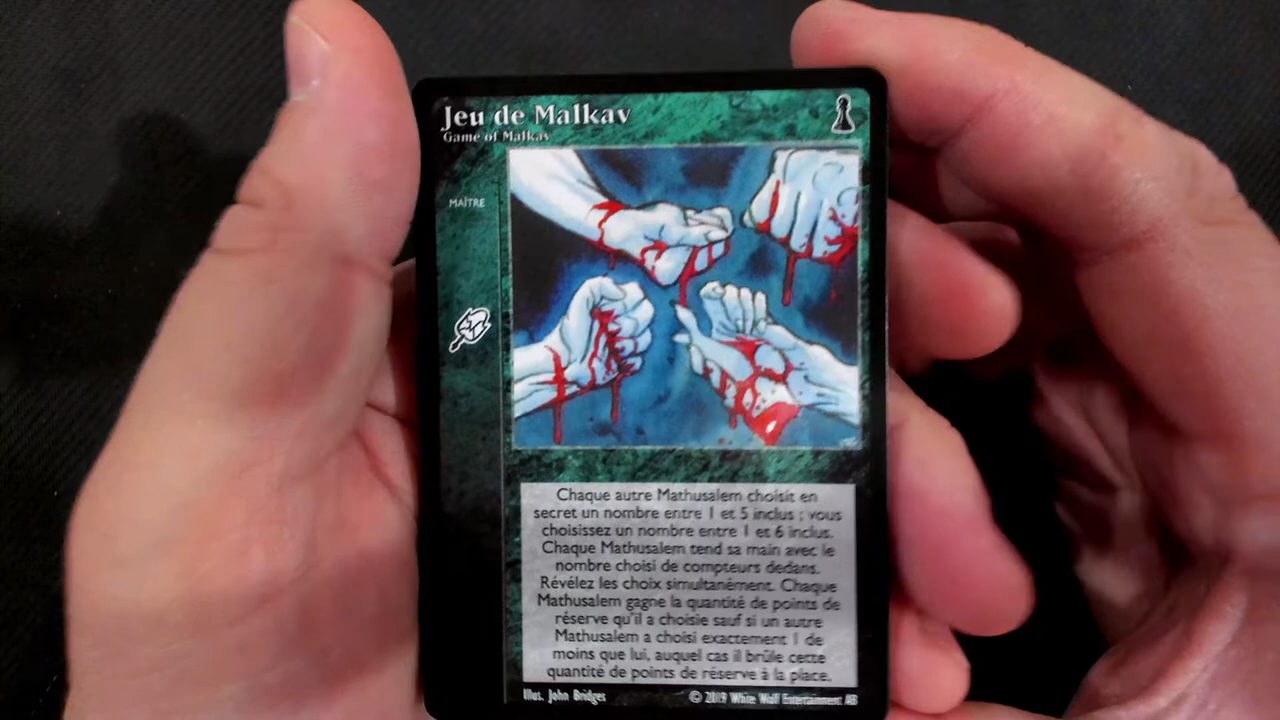 Jeu de Malkav
Game of Malkav
MAÎTRE
Chaque autre Mathusalem choisit en
secret un nombre entre 1 et 5 inclus ; vous
choisissez un nombre entre 1 et 6 inclus.
Chaque Mathusalem tend sa main avec le
nombre choisi de compteurs dedans.
Révélez les choix simultanément. Chaque
Mathusalem gagne la quantité de points de
réserve qu'il a choisie sauf si un autre
Mathusalem a choisi exactement 1 de
moins que lui, auquel cas il brûle cette
quantité de points de réserve à la place.
Illus. John Bridges
© 2019 White Wolf Entertainment AB